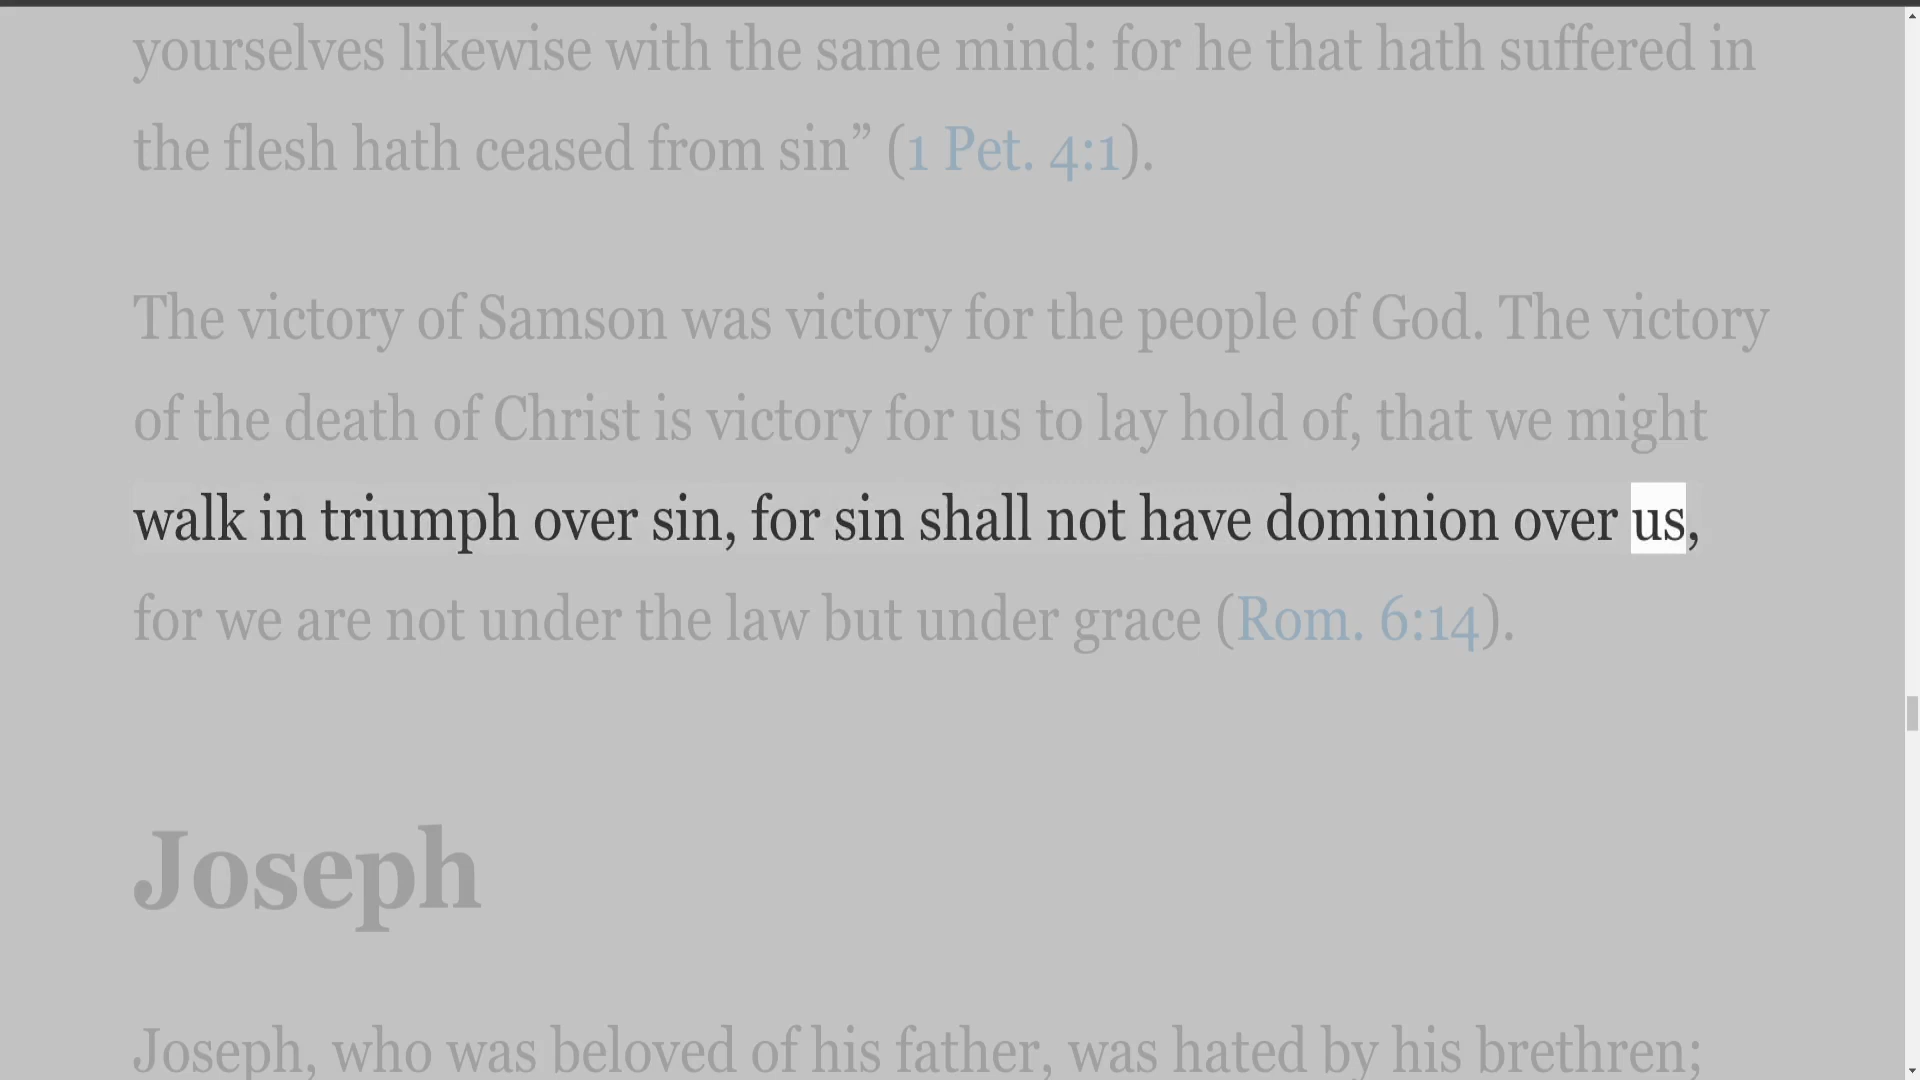 yourselves likewise with the same mind: for he that hath suffered in
the flesh hath ceased from sin” (1 Pet. 4:1).
The victory of Samson was victory for the people of God. The victory
of the death of Christ is victory for us to lay hold of, that we might
walk in triumph over sin, for sin shall not have dominion over us,
for we are not under the law but under grace (Rom. 6:14).
Joseph
Joseph, who was beloved of his father, was hated by his brethren;